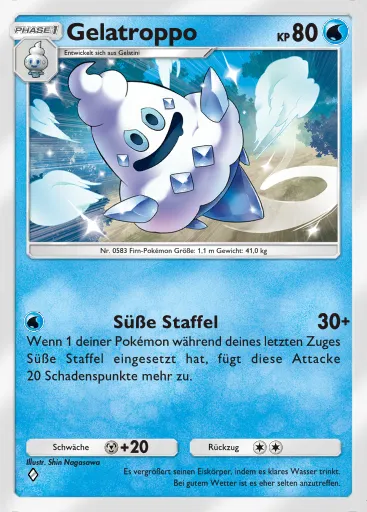 PHASE 1
Gelatroppo
KP 80
Entwickelt sich aus Gelatini
Nr. 0583 Firn-Pokémon Größe: 1,1 m Gewicht: 41,0 kg
Süße Staffel 30+
Wenn 1 deiner Pokémon während deines letzten Zuges
Süße Staffel eingesetzt hat, fügt diese Attacke
20 Schadenspunkte mehr zu.
Schwäche +20 Rückzug
Illustr. Shin Nagasawa
Es vergrößert seinen Eiskörper, indem es klares Wasser trinkt.
Bei gutem Wetter ist es eher selten anzutreffen.